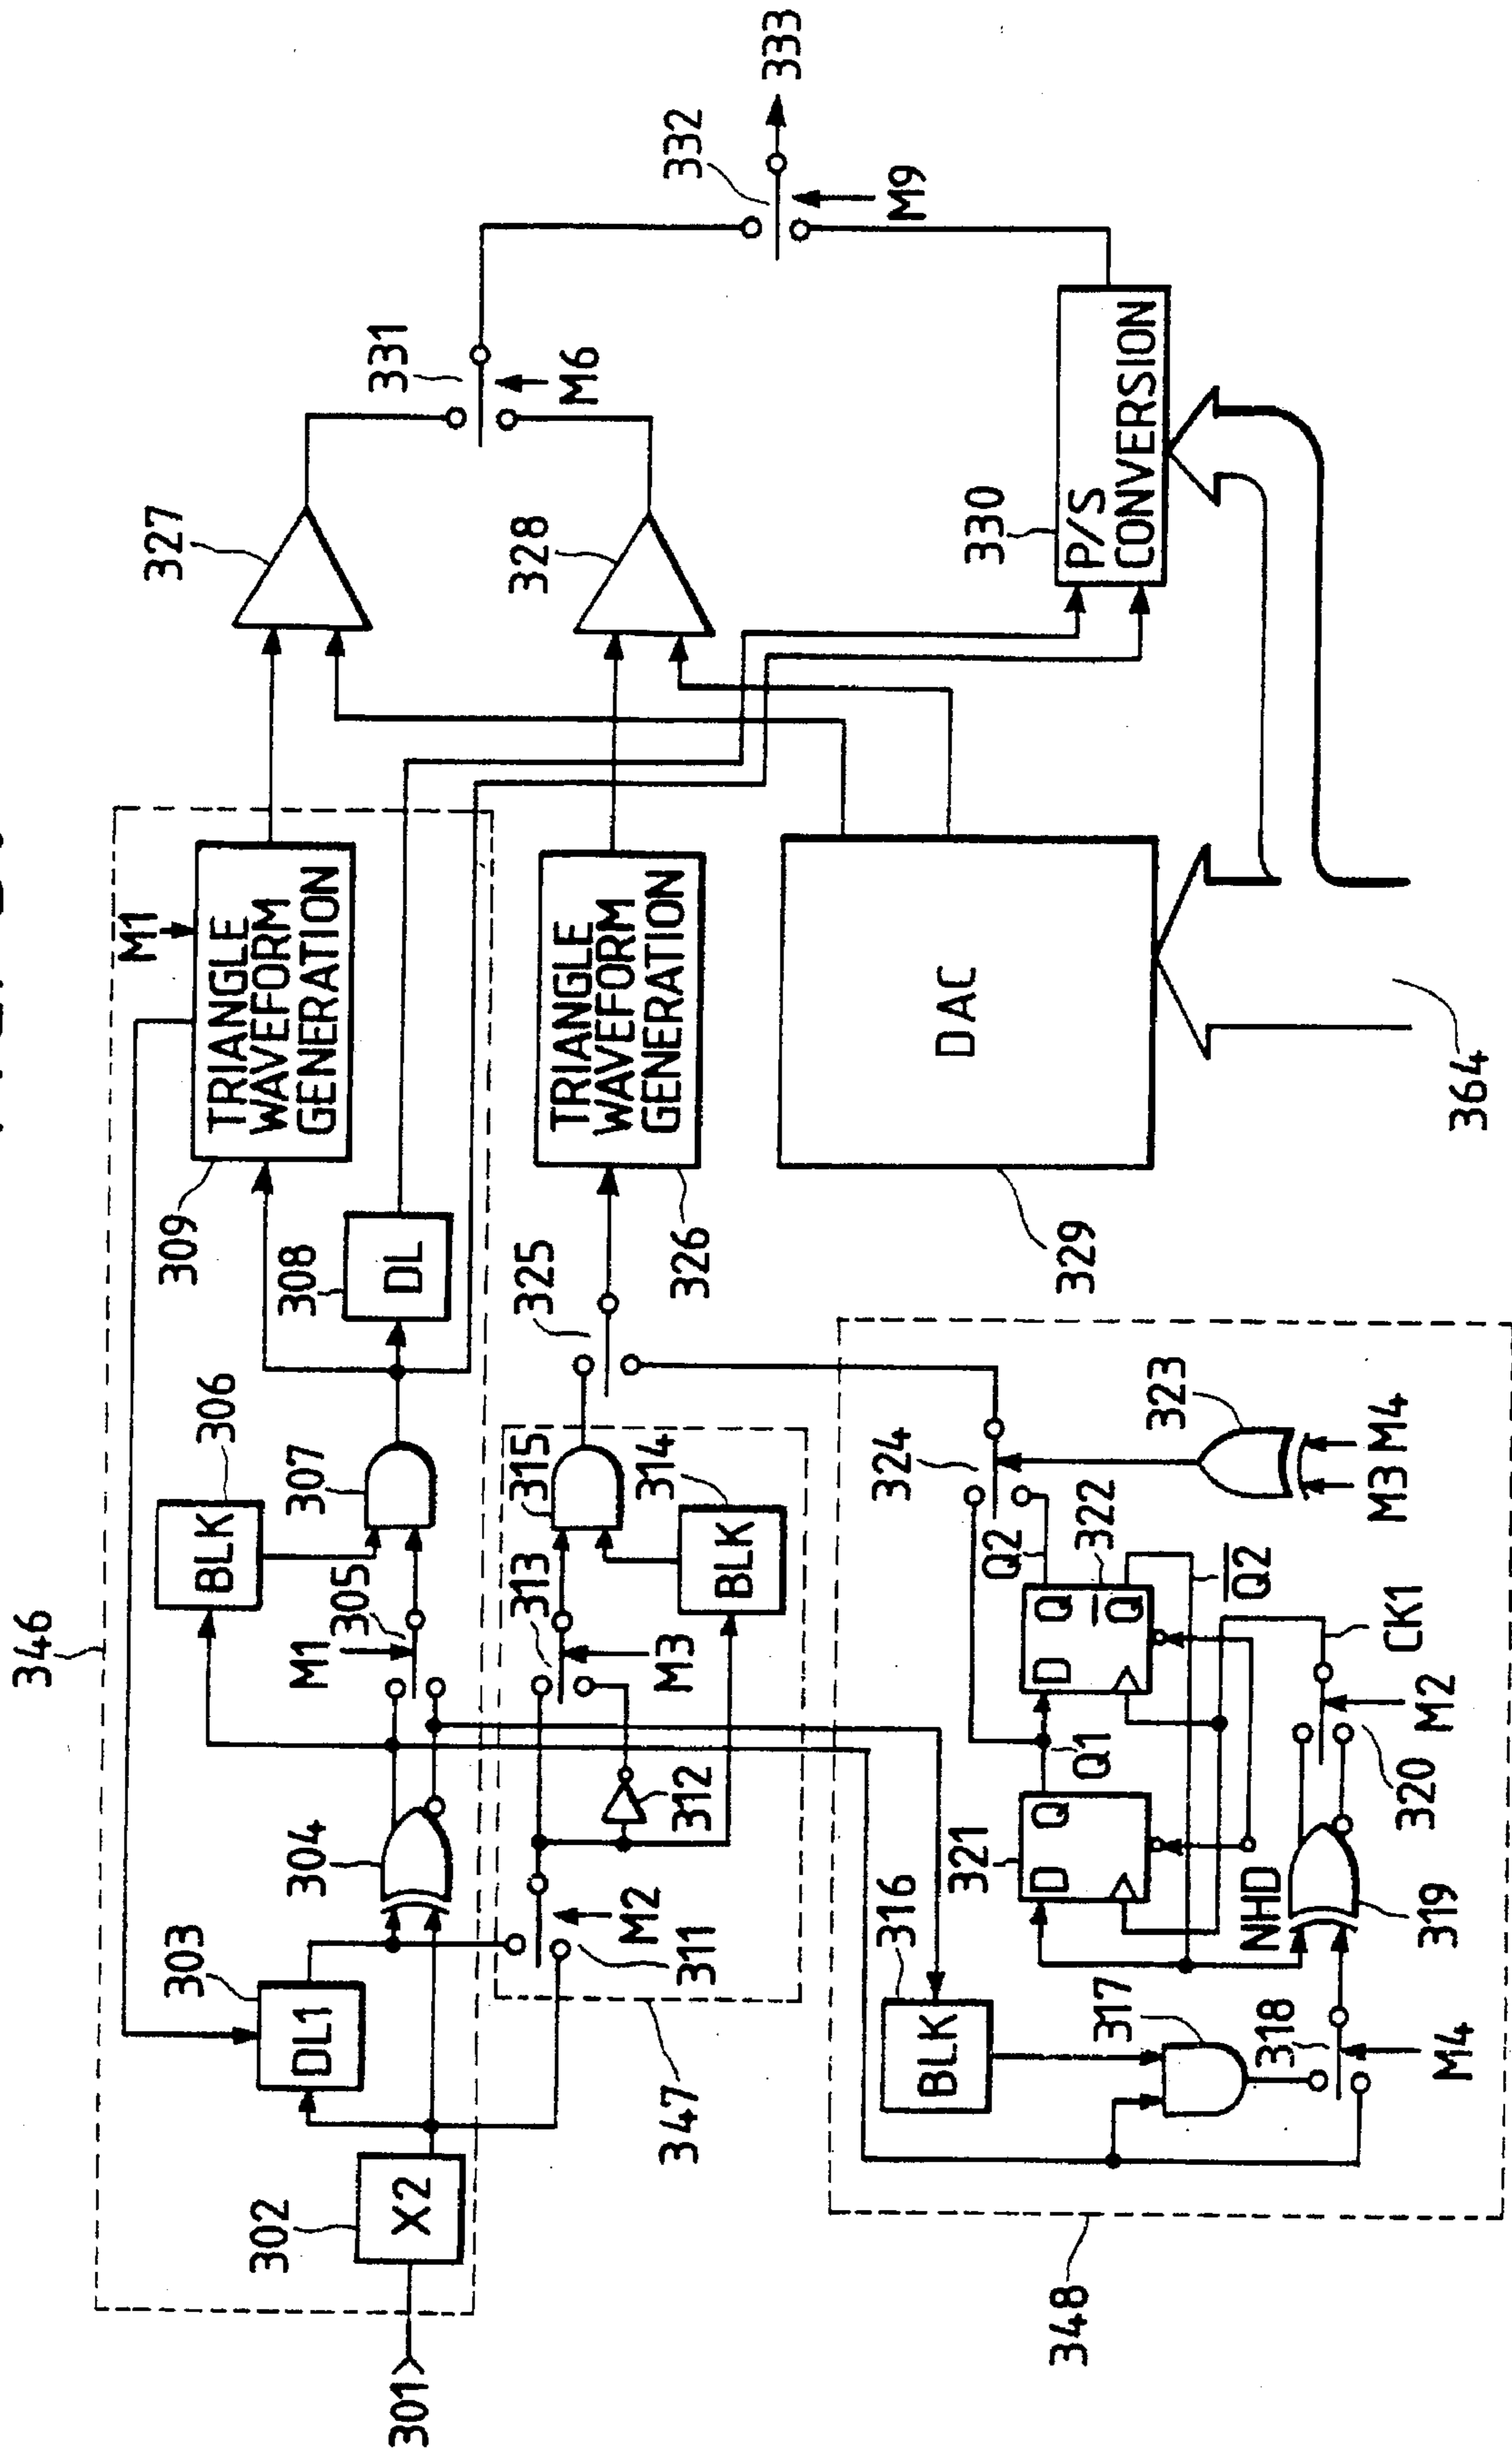 346
M1
309
TRIANGLE
WAVEFORM
GENERATION
303
DL1
304
M1
305
306
BLK
307
308
DL
302
X2
301
327
331
M6
332
333
M9
328
311
M2
312
313
M3
315
314
BLK
325
326
TRIANGLE
WAVEFORM
GENERATION
347
329
DAC
330
P/S
CONVERSION
364
348
316
BLK
317
318
M4
NHD
319
320
M2
CK1
321
D
Q
Q1
D
Q
Q̅
322
Q2
Q̅2̅
324
323
M3
M4